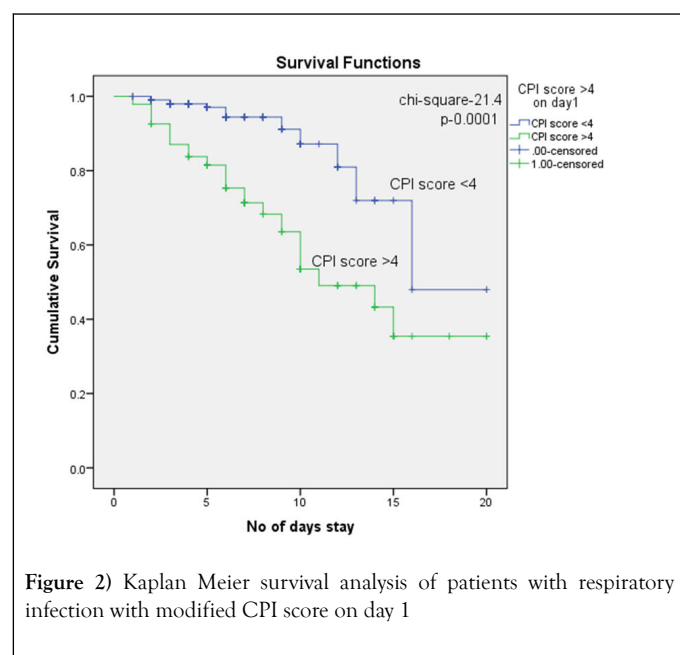 Survival Functions
chi-square-21.4
p-0.0001
CPI score >4
on day1
CPI score <4
CPI score >4
.00-censored
1.00-censored
CPI score <4
CPI score >4
1.0
0.8
0.6
0.4
0.2
0.0
Cumulative Survival
0 5 10 15 20
No of days stay
Figure 2) Kaplan Meier survival analysis of patients with respiratory
infection with modified CPI score on day 1